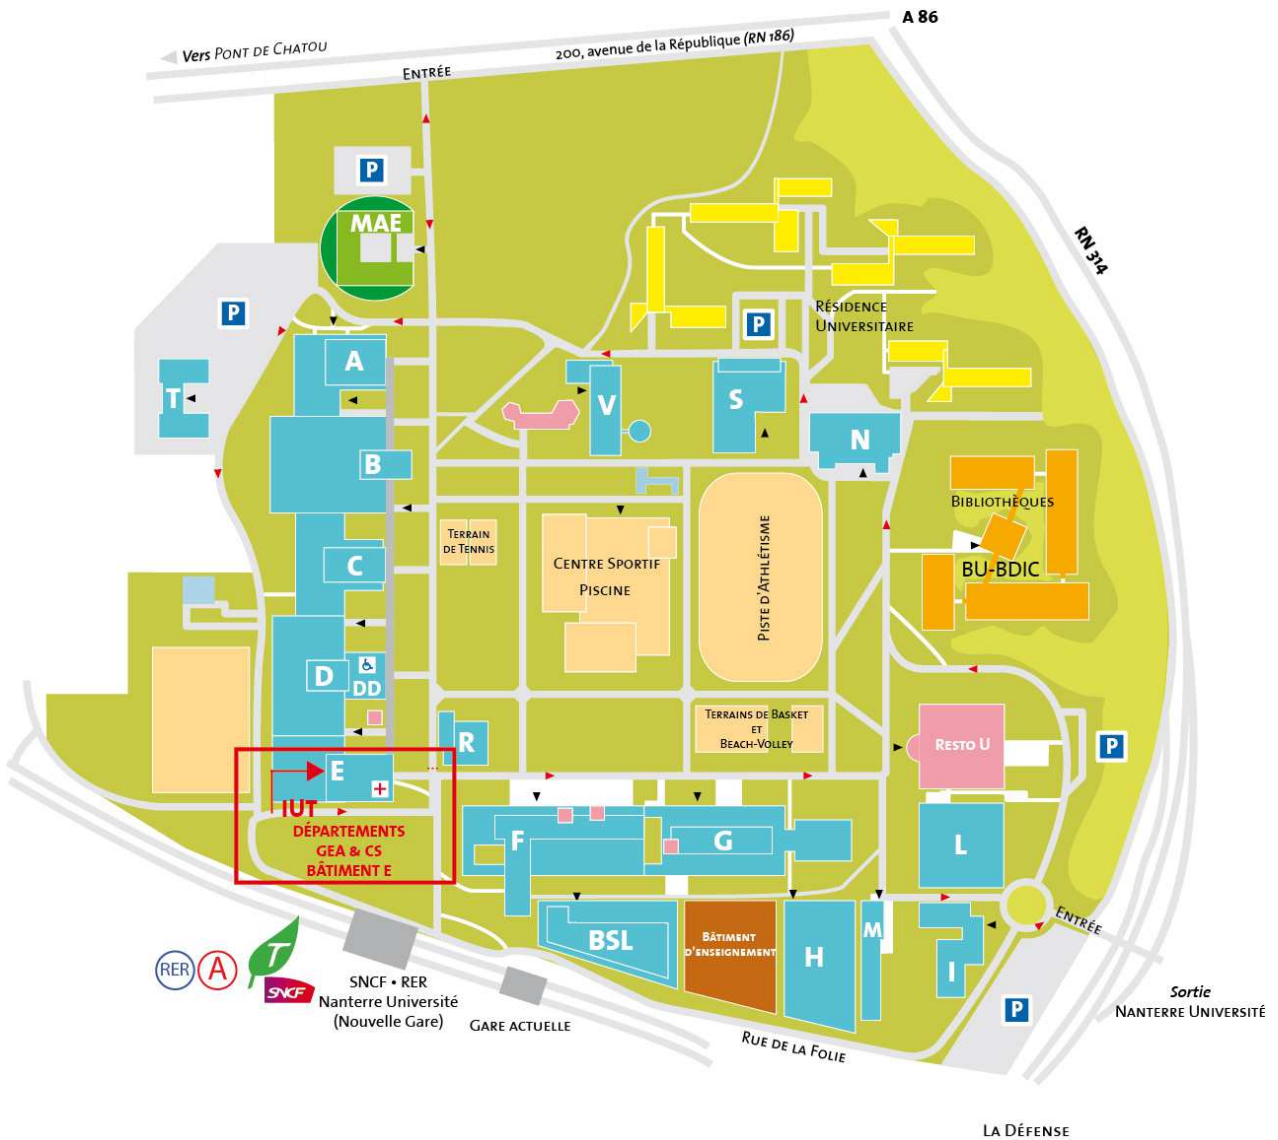 A 86
Vers PONT DE CHATOU
200, avenue de la République (RN 186)
ENTRÉE
P
MAE
RN 314
P
P
RÉSIDENCE
UNIVERSITAIRE
A
T
V
S
N
B
BIBLIOTHÈQUES
BU-BDIC
TERRAIN
DE TENNIS
CENTRE SPORTIF
PISCINE
PISTE D'ATHLÉTISME
C
D
DD
R
TERRAINS DE BASKET
ET
BEACH-VOLLEY
RESTO U
P
E
IUT
DÉPARTEMENTS
GEA & CS
BÂTIMENT E
F
G
L
BSL
BÂTIMENT
D'ENSEIGNEMENT
H
M
I
ENTRÉE
RER
A
T
SNCF
SNCF • RER
Nanterre Université
(Nouvelle Gare)
GARE ACTUELLE
P
Sortie
NANTERRE UNIVERSITÉ
RUE DE LA FOLIE
LA DÉFENSE